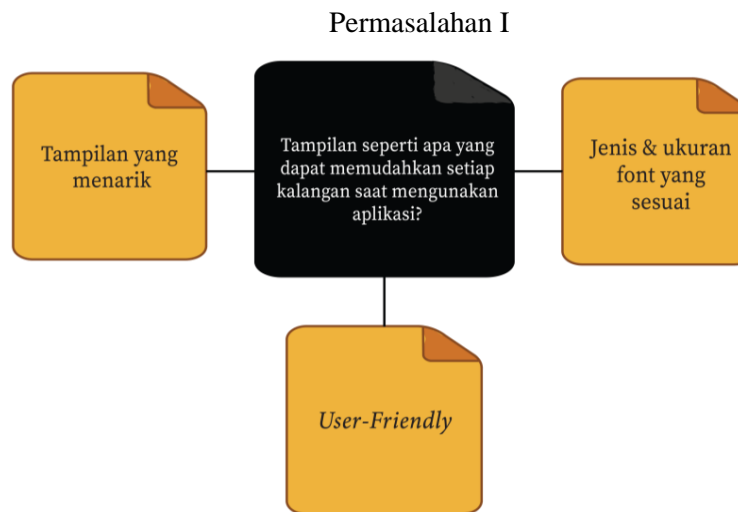 Permasalahan I
Tampilan yang
menarik
Tampilan seperti apa yang
dapat memudahkan setiap
kalangan saat mengunakan
aplikasi?
Jenis & ukuran
font yang
sesuai
User-Friendly